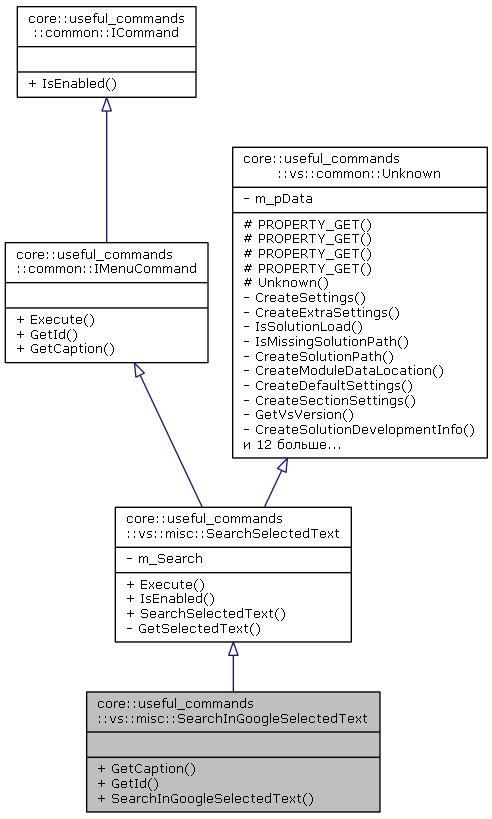 core::useful_commands
::common::ICommand
+ IsEnabled()
core::useful_commands
::vs::common::Unknown
- m_pData
# PROPERTY_GET()
# PROPERTY_GET()
# PROPERTY_GET()
# PROPERTY_GET()
# Unknown()
- CreateSettings()
- CreateExtraSettings()
- IsSolutionLoad()
- IsMissingSolutionPath()
- CreateSolutionPath()
- CreateModuleDataLocation()
- CreateDefaultSettings()
- CreateSectionSettings()
- GetVsVersion()
- CreateSolutionDevelopmentInfo()
и 12 больше...
core::useful_commands
::common::IMenuCommand
+ Execute()
+ GetId()
+ GetCaption()
core::useful_commands
::vs::misc::SearchSelectedText
- m_Search
+ Execute()
+ IsEnabled()
+ SearchSelectedText()
- GetSelectedText()
core::useful_commands
::vs::misc::SearchInGoogleSelectedText
+ GetCaption()
+ GetId()
+ SearchInGoogleSelectedText()